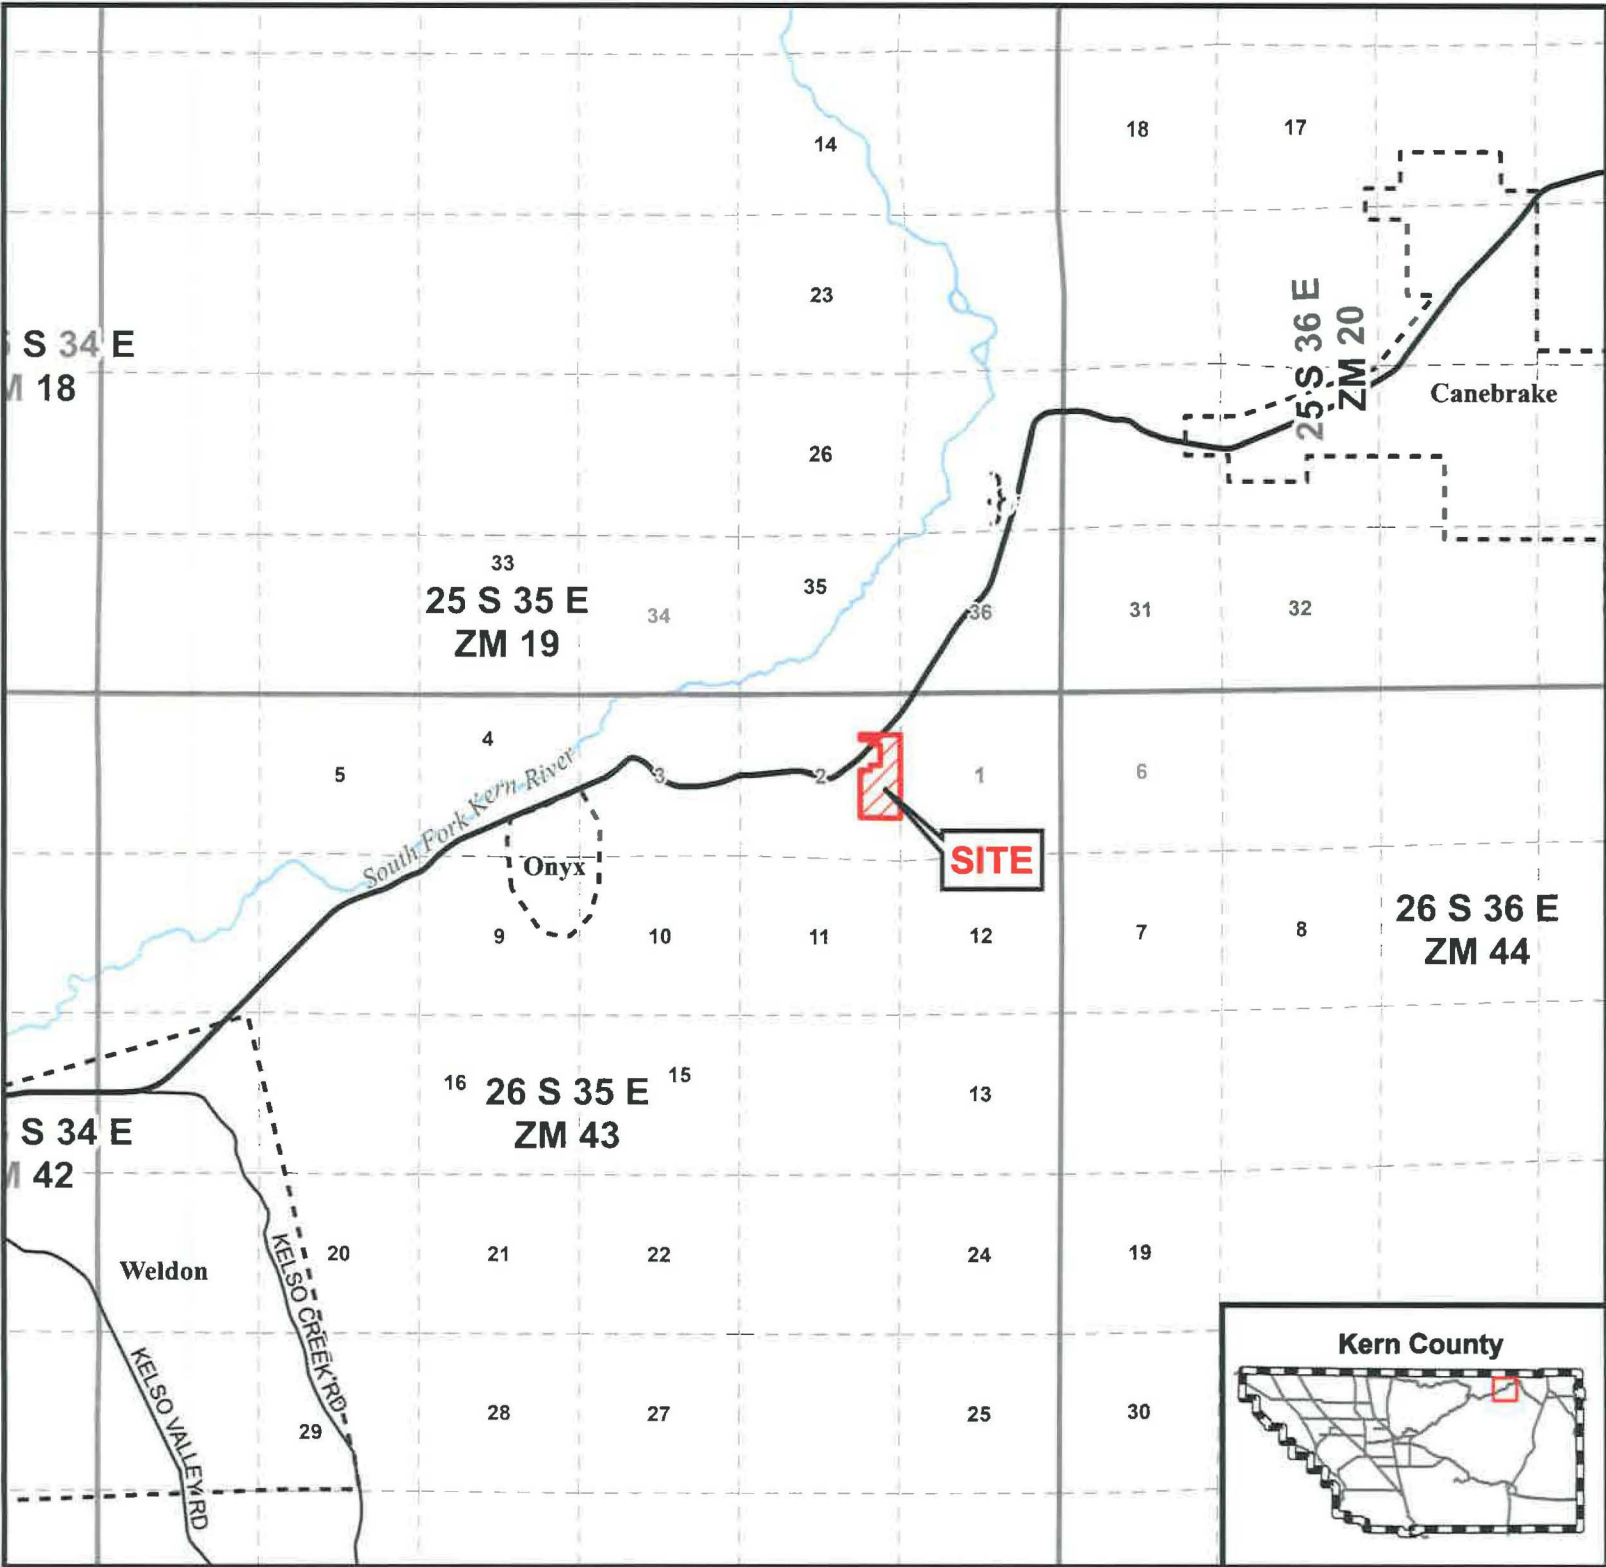 14
18
17
23
S 34 E
18
25 S 36 E
ZM 20
Canebrake
26
33
25 S 35 E
ZM 19
34
35
36
31
32
4
5
South Fork Kern River
3
2
1
6
Onyx
SITE
9
10
11
12
7
8
26 S 36 E
ZM 44
16
26 S 35 E
ZM 43
15
13
S 34 E
42
Weldon
KELSO CREEK RD
20
21
22
24
19
KELSO VALLEY RD
29
28
27
25
30
Kern County